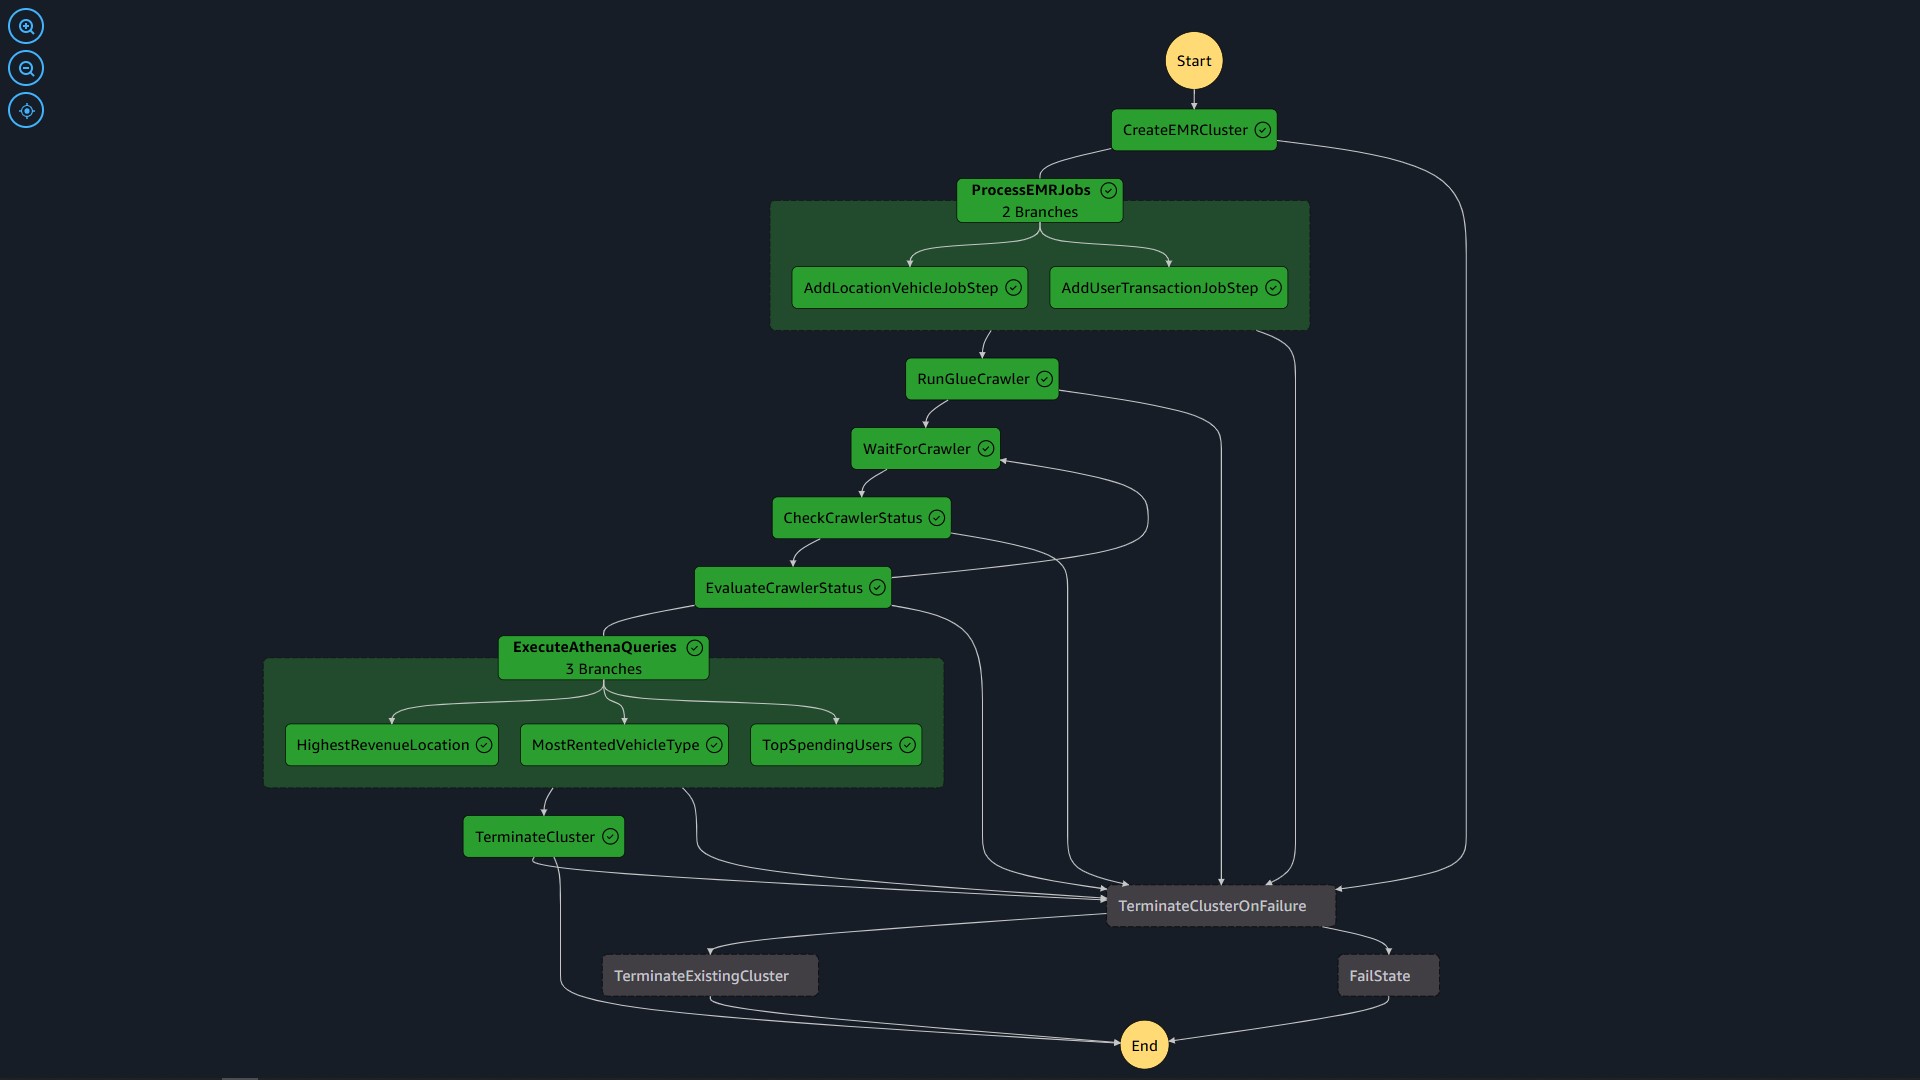 Start
CreateEMRCluster
ProcessEMRJobs
2 Branches
AddLocationVehicleJobStep
AddUserTransactionJobStep
RunGlueCrawler
WaitForCrawler
CheckCrawlerStatus
EvaluateCrawlerStatus
ExecuteAthenaQueries
3 Branches
HighestRevenueLocation
MostRentedVehicleType
TopSpendingUsers
TerminateCluster
TerminateClusterOnFailure
TerminateExistingCluster
FailState
End